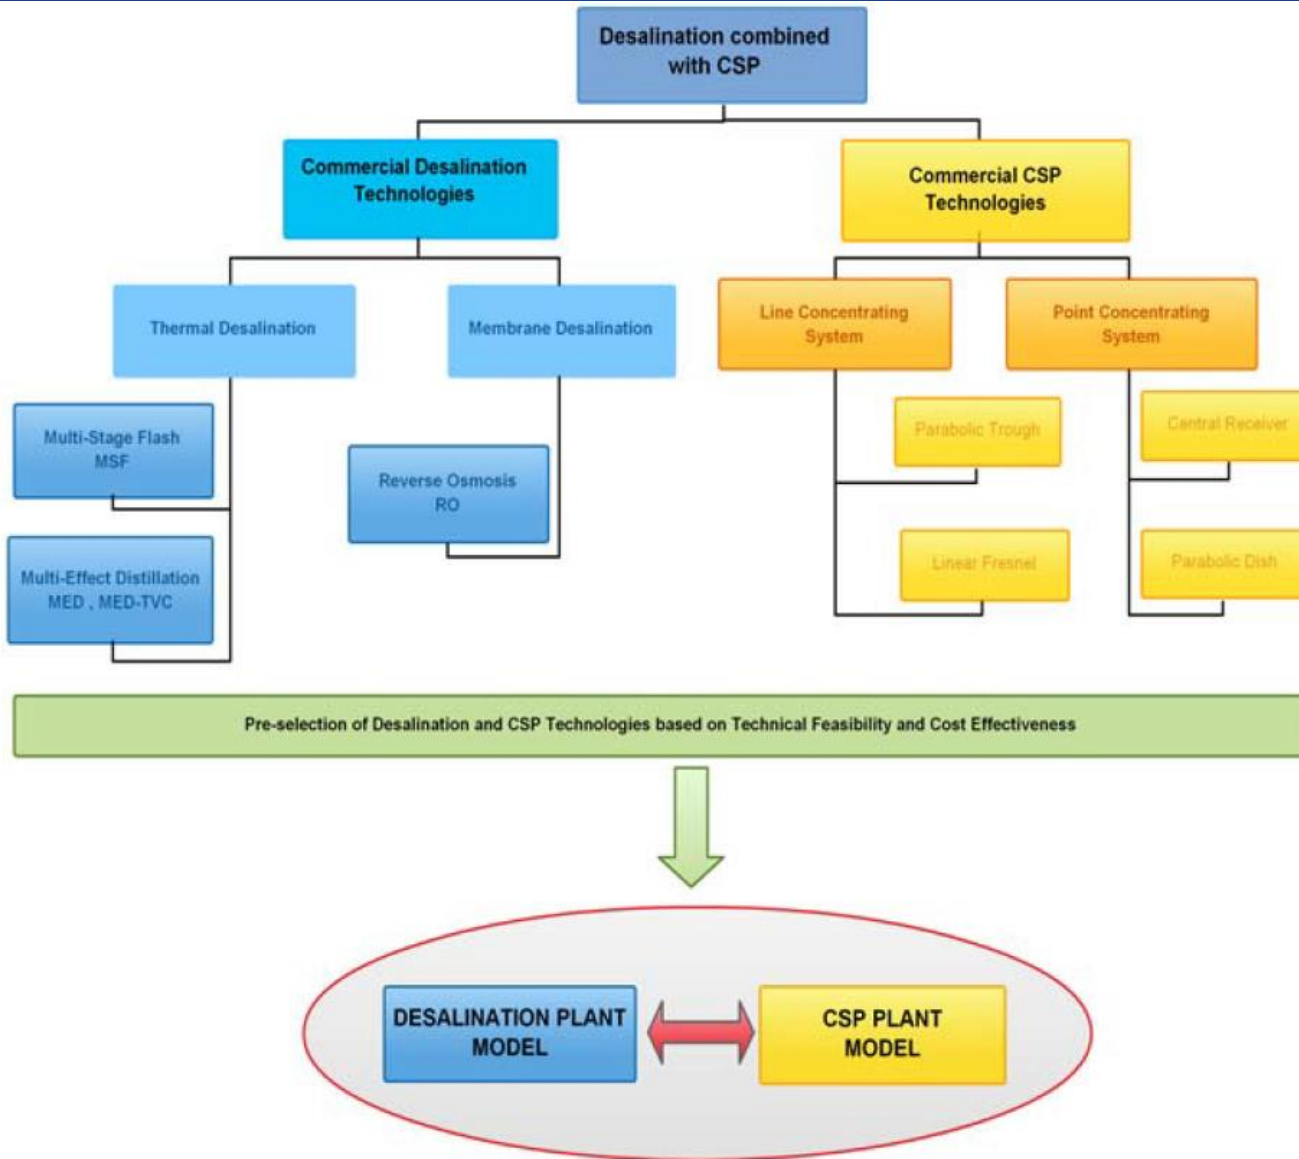 Desalination combined
with CSP
Commercial Desalination
Technologies
Commercial CSP
Technologies
Thermal Desalination
Membrane Desalination
Line Concentrating
System
Point Concentrating
System
Multi-Stage Flash
MSF
Reverse Osmosis
RO
Parabolic Trough
Central Receiver
Multi-Effect Distillation
MED , MED-TVC
Linear Fresnel
Parabolic Dish
Pre-selection of Desalination and CSP Technologies based on Technical Feasibility and Cost Effectiveness
DESALINATION PLANT
MODEL
CSP PLANT
MODEL